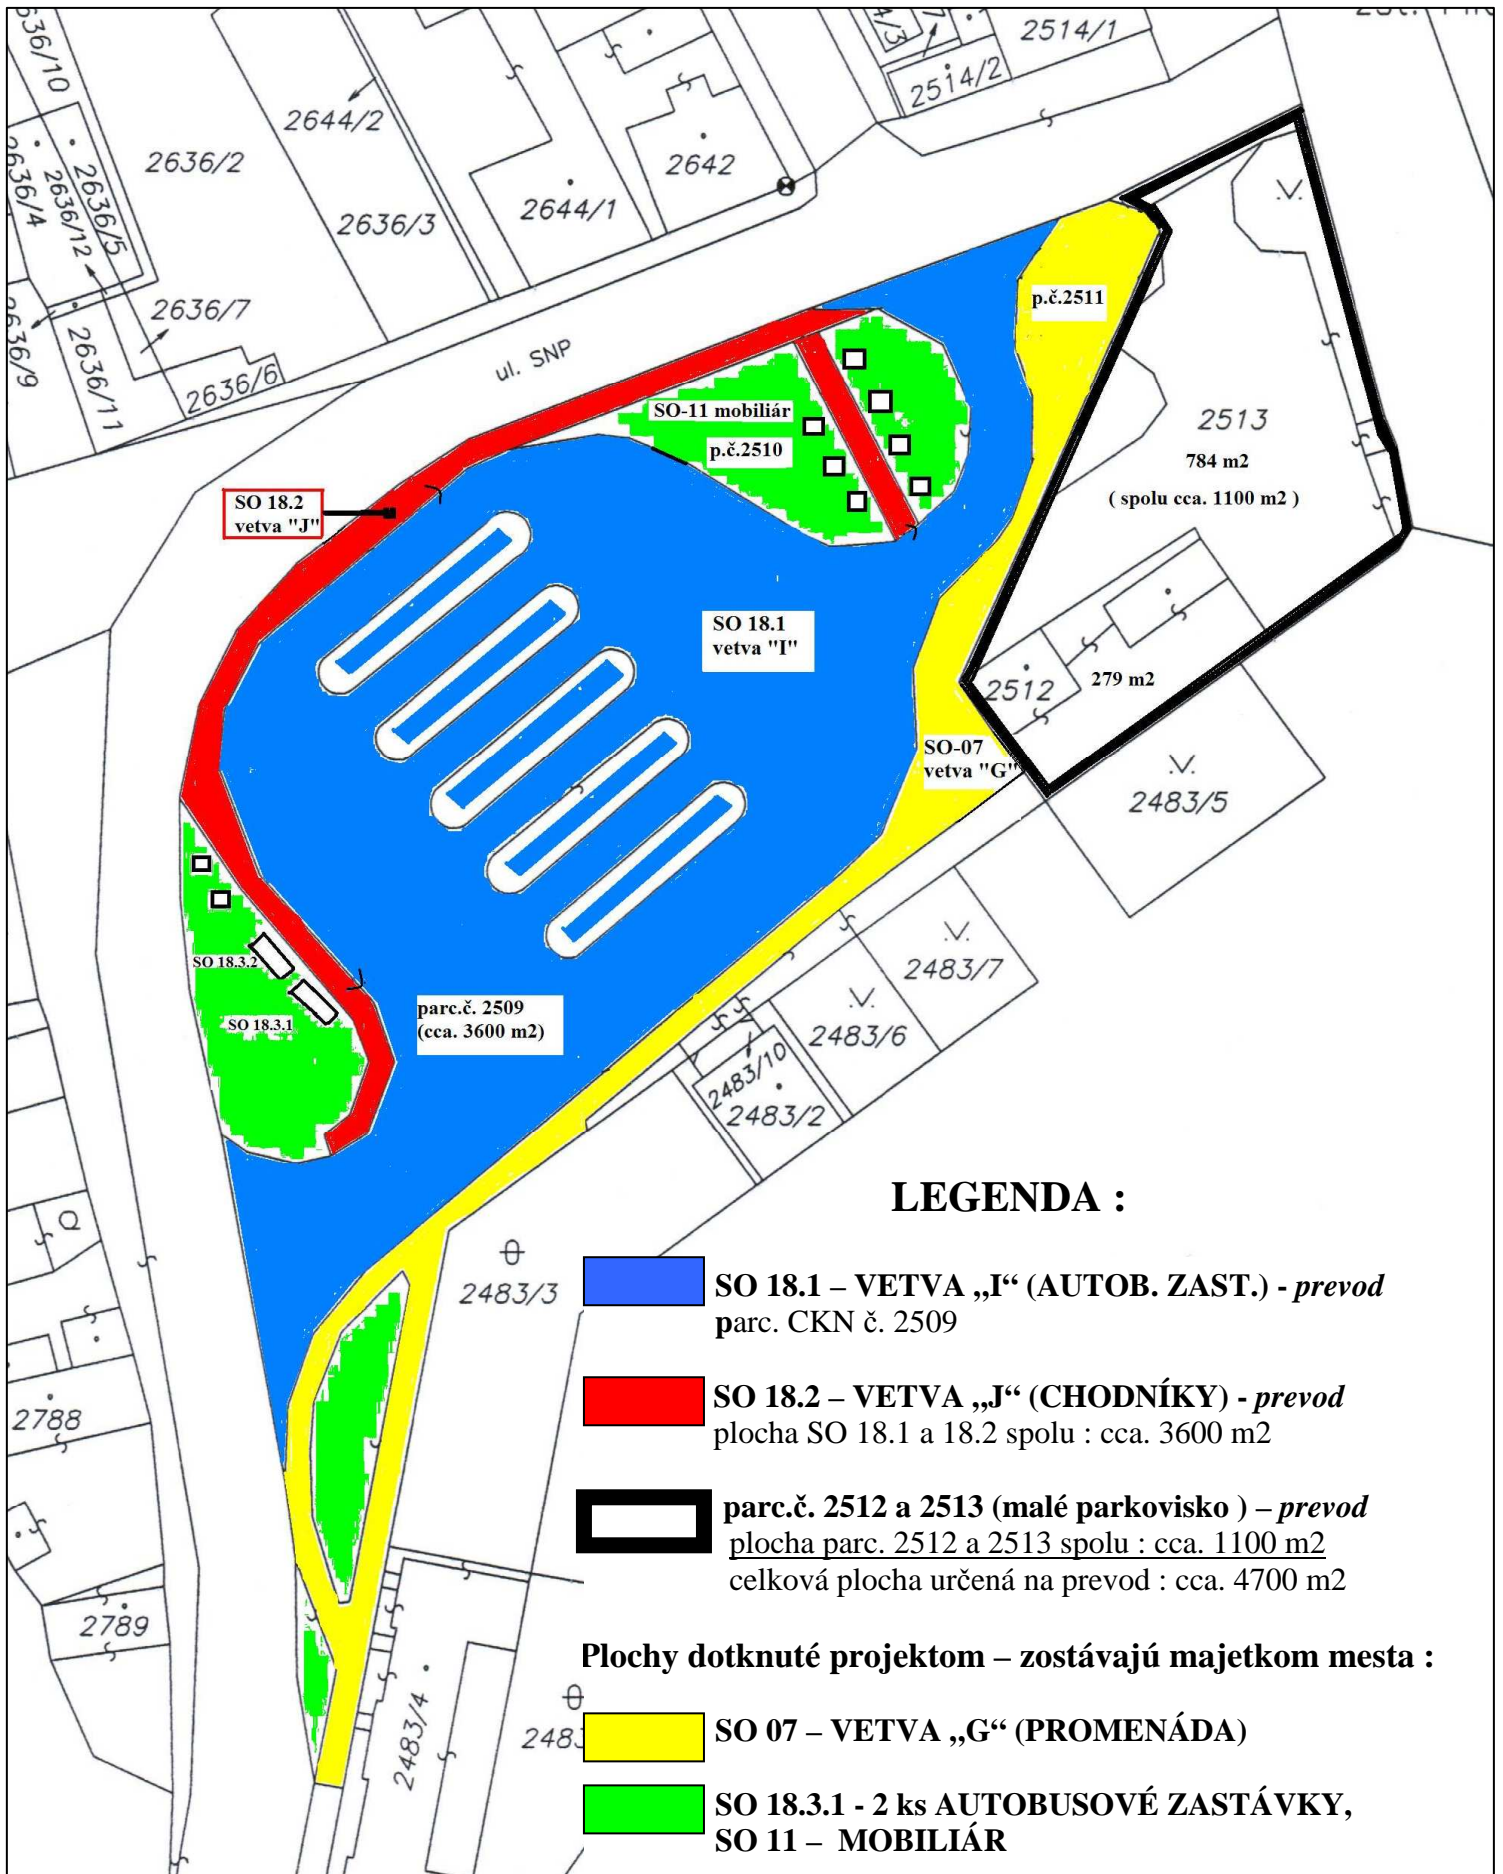 636/10
2636/4
2636/12
2636/5
2636/2
2644/2
2636/3
2644/1
2642
4/3
2514/1
2514/2
2636/9
2636/7
2636/11
2636/6
ul. SNP
p.č.2511
SO-11 mobiliár
p.č.2510
2513
784 m2
( spolu cca. 1100 m2 )
SO 18.2
vetva "J"
SO 18.1
vetva "I"
2512
279 m2
SO-07
vetva "G"
2483/5
SO 18.3.2
SO 18.3.1
parc.č. 2509
(cca. 3600 m2)
2483/7
2483/6
2483/10
2483/2
2483/3
2788
2789
2483/4
2483
LEGENDA :
SO 18.1 – VETVA „I“ (AUTOB. ZAST.) - prevod
parc. CKN č. 2509
SO 18.2 – VETVA „J“ (CHODNÍKY) - prevod
plocha SO 18.1 a 18.2 spolu : cca. 3600 m2
parc.č. 2512 a 2513 (malé parkovisko ) – prevod
plocha parc. 2512 a 2513 spolu : cca. 1100 m2
celková plocha určená na prevod : cca. 4700 m2
Plochy dotknuté projektom – zostávajú majetkom mesta :
SO 07 – VETVA „G“ (PROMENÁDA)
SO 18.3.1 - 2 ks AUTOBUSOVÉ ZASTÁVKY,
SO 11 – MOBILIÁR